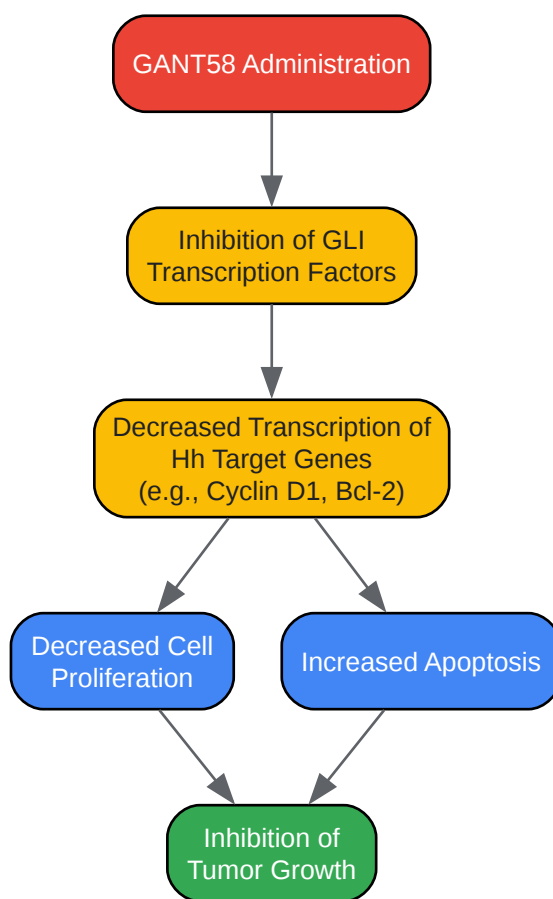 GANT58 Administration
Inhibition of GLI
Transcription Factors
Decreased Transcription of
Hh Target Genes
(e.g., Cyclin D1, Bcl-2)
Decreased Cell
Proliferation
Increased Apoptosis
Inhibition of
Tumor Growth